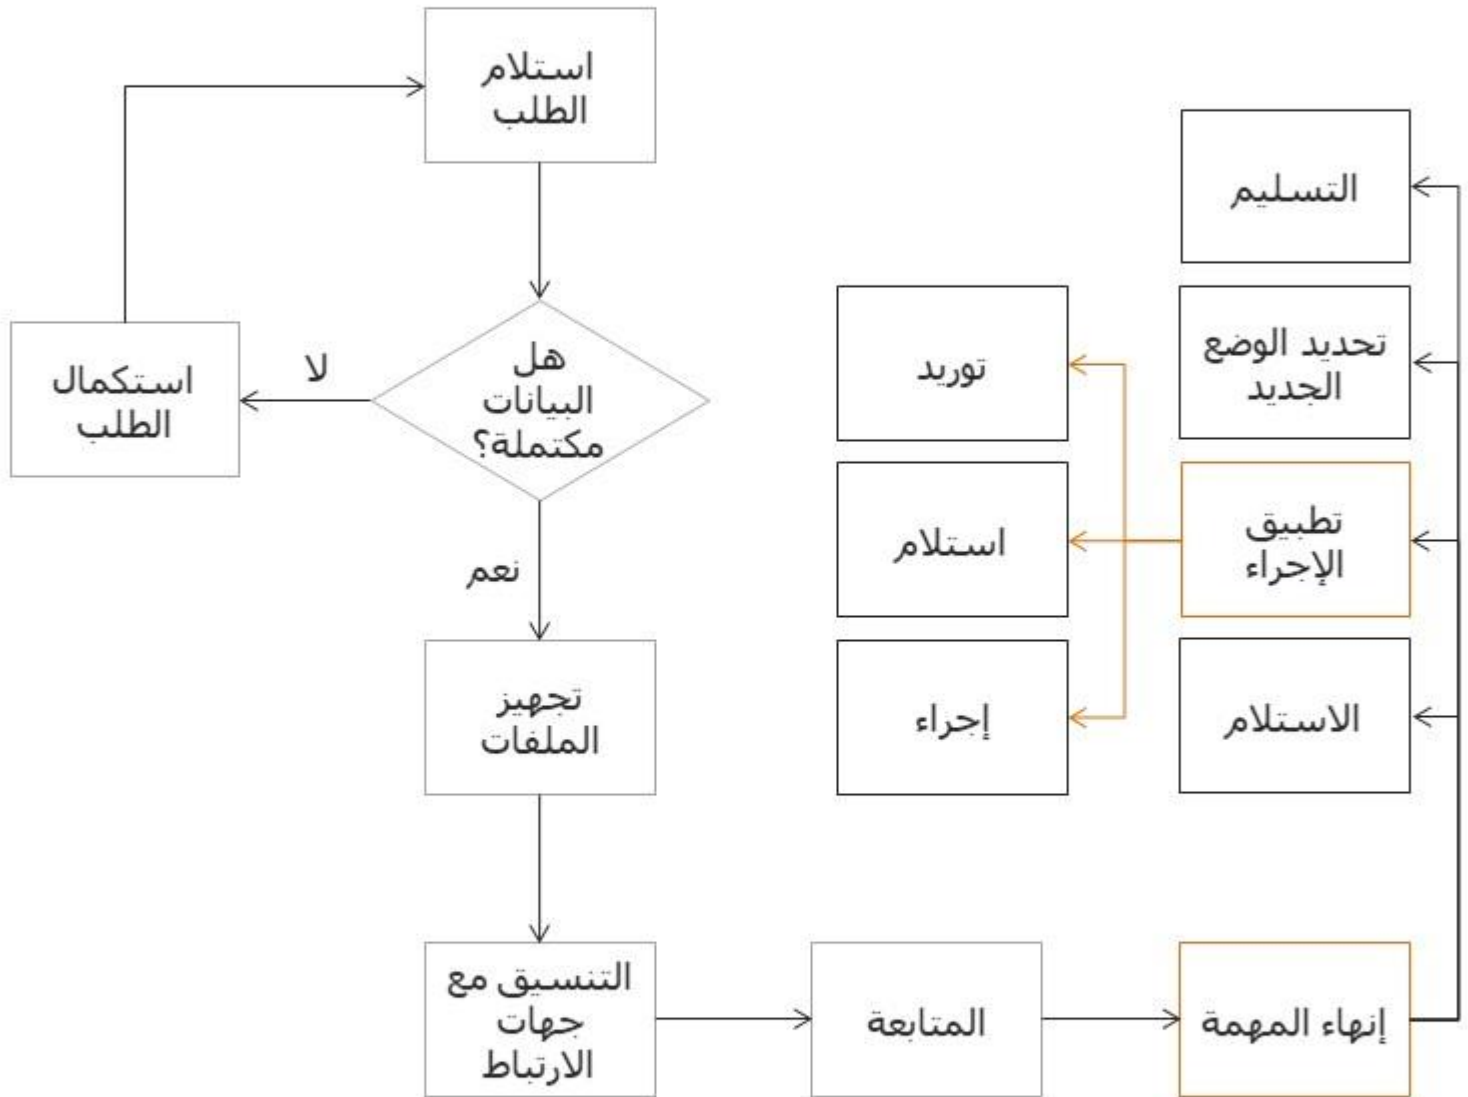 استلام
الطلب
هل
البيانات
مكتملة؟
لا
استكمال
الطلب
نعم
تجهيز
الملفات
التنسيق مع
جهات
الارتباط
المتابعة
إنهاء المهمة
التسليم
تحديد الوضع
الجديد
تطبيق
الإجراء
الاستلام
توريد
استلام
إجراء